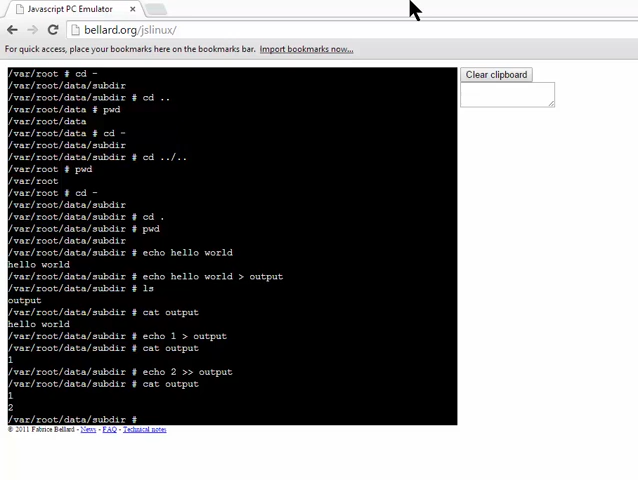 Javascript PC Emulator
bellard.org/jslinux/
For quick access, place your bookmarks here on the bookmarks bar. Import bookmarks now...
/var/root # cd -
/var/root/data/subdir
/var/root/data/subdir # cd ..
/var/root/data # pwd
/var/root/data
/var/root/data # cd -
/var/root/data/subdir
/var/root/data/subdir # cd ../..
/var/root # pwd
/var/root
/var/root # cd -
/var/root/data/subdir
/var/root/data/subdir # cd .
/var/root/data/subdir # pwd
/var/root/data/subdir
/var/root/data/subdir # echo hello world
hello world
/var/root/data/subdir # echo hello world > output
/var/root/data/subdir # ls
output
/var/root/data/subdir # cat output
hello world
/var/root/data/subdir # echo 1 > output
/var/root/data/subdir # cat output
1
/var/root/data/subdir # echo 2 >> output
/var/root/data/subdir # cat output
1
2
/var/root/data/subdir #
Clear clipboard
© 2011 Fabrice Bellard - News - FAQ - Technical notes